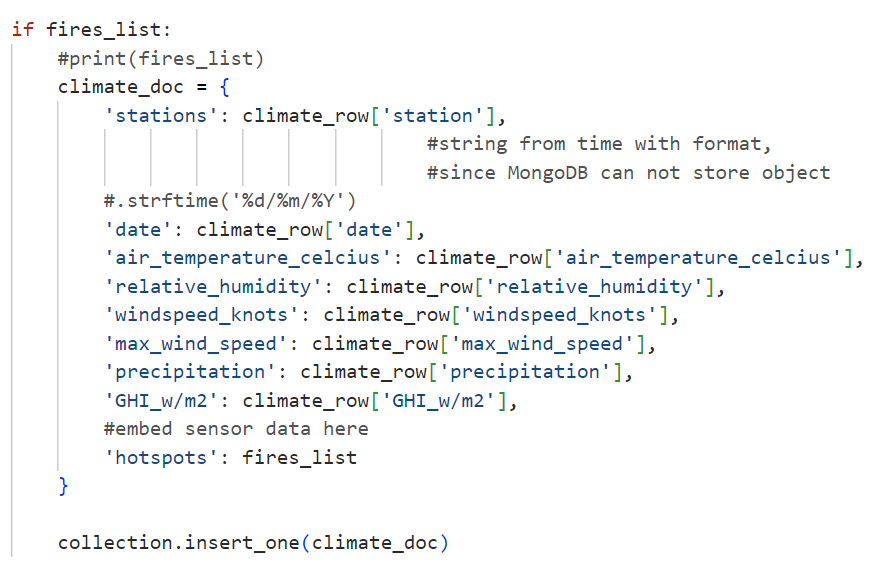 if fires_list:
    #print(fires_list)
    climate_doc = {
        'stations': climate_row['station'],
                                    #string from time with format,
                                    #since MongoDB can not store object
        #.strftime('%d/%m/%Y')
        'date': climate_row['date'],
        'air_temperature_celcius': climate_row['air_temperature_celcius'],
        'relative_humidity': climate_row['relative_humidity'],
        'windspeed_knots': climate_row['windspeed_knots'],
        'max_wind_speed': climate_row['max_wind_speed'],
        'precipitation': climate_row['precipitation'],
        'GHI_w/m2': climate_row['GHI_w/m2'],
        #embed sensor data here
        'hotspots': fires_list
    }
    collection.insert_one(climate_doc)